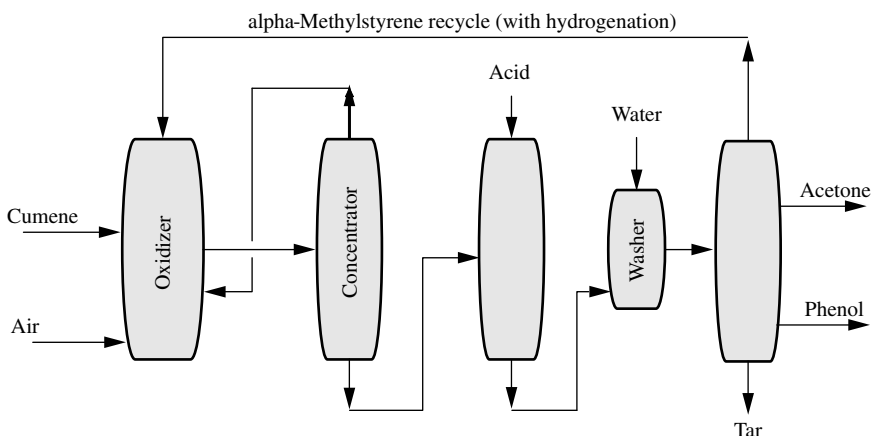 alpha-Methylstyrene recycle (with hydrogenation)
Acid
Water
Cumene
Air
Oxidizer
Concentrator
Washer
Acetone
Phenol
Tar